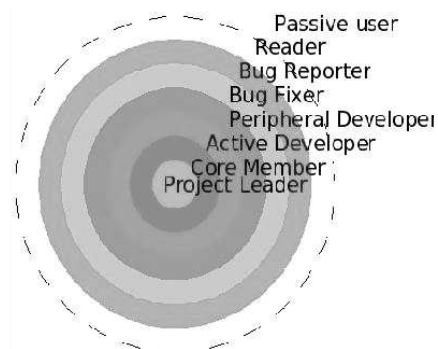 Passive user
Reader
Bug Reporter
Bug Fixer
Peripheral Developer
Active Developer
Core Member
Project Leader